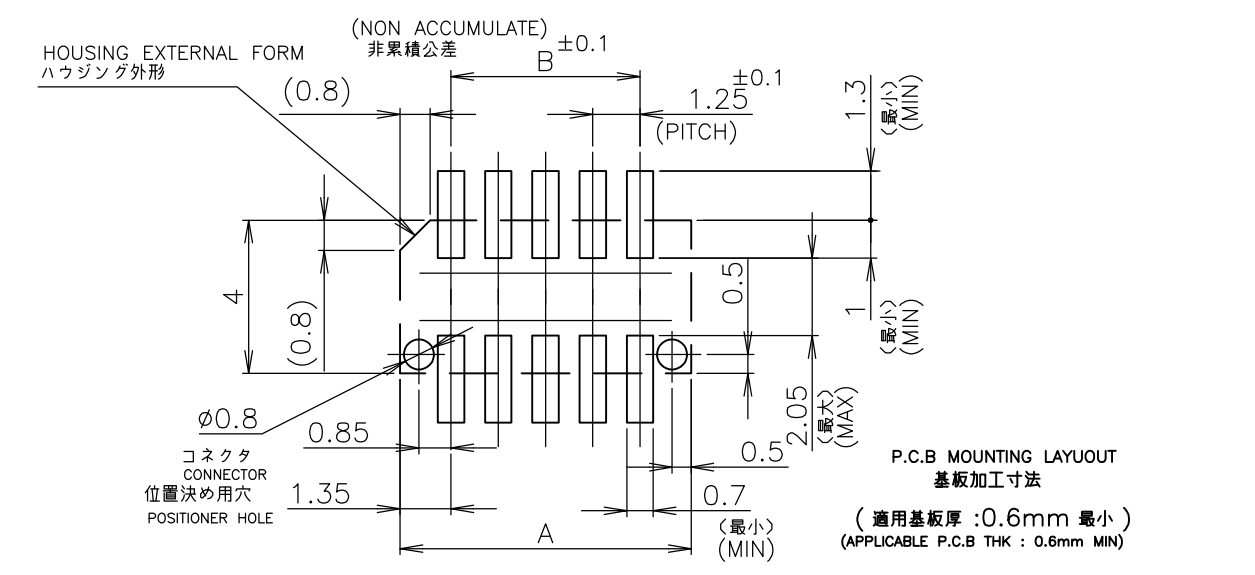 (NON ACCUMULATE)
非累積公差
HOUSING EXTERNAL FORM
ハウジング外形
B ±0.1
(0.8)
1.25 ±0.1
(PITCH)
1.3
(最小)
(MIN)
4
(0.8)
0.5
1
(最小)
(MIN)
2.05
(最大)
(MAX)
ø0.8
0.85
コネクタ
CONNECTOR
位置決め用穴
POSITIONER HOLE
1.35
0.5
0.7
(最小)
(MIN)
A
P.C.B MOUNTING LAYUOUT
基板加工寸法
( 適用基板厚 :0.6mm 最小 )
(APPLICABLE P.C.B THK : 0.6mm MIN)